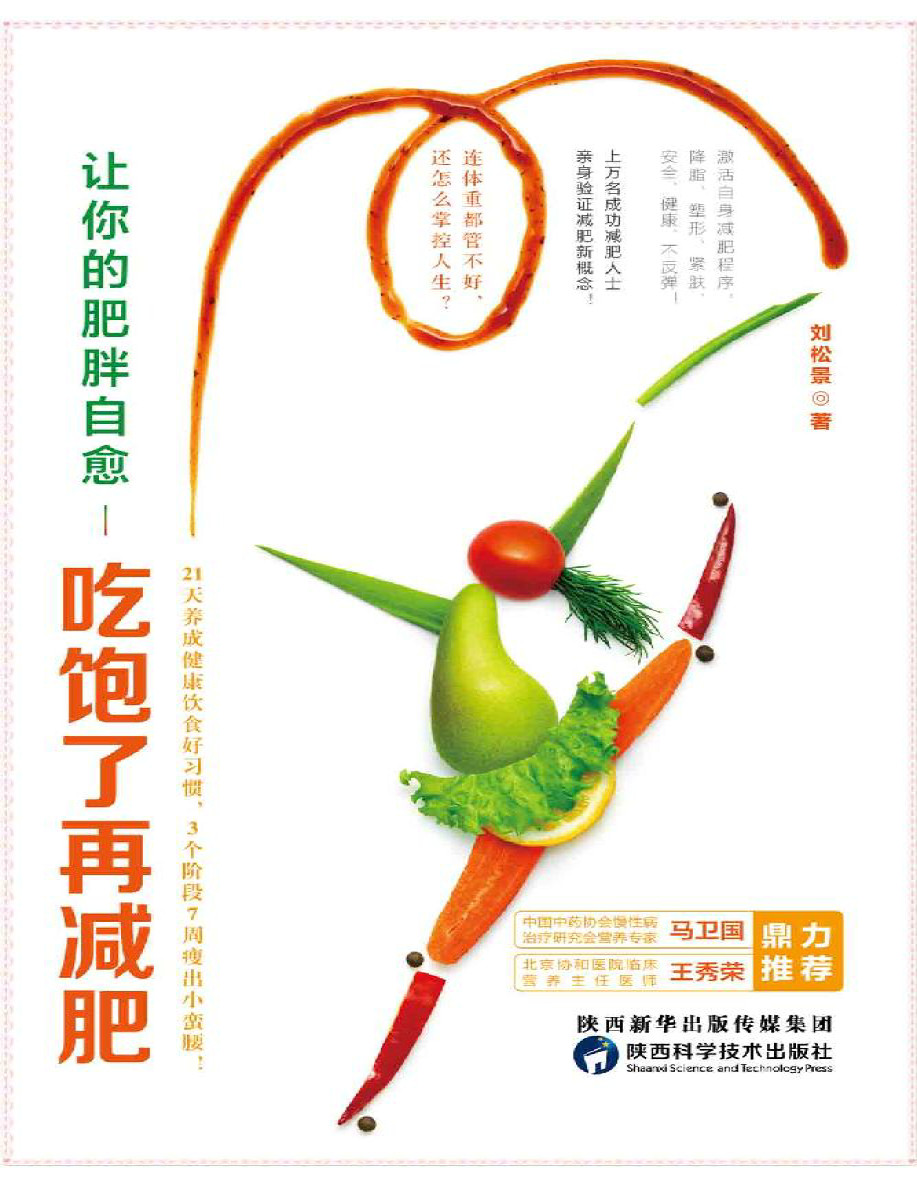 让你的肥胖自愈
吃饱了再减肥
21天养成健康饮食好习惯，3个阶段7周瘦出小蛮腰！
激活自身减肥程序，
降脂、塑形、紧肤，
安全、健康、不反弹！
上万名成功减肥人士
亲身验证减肥新概念！
连体重都管不好，
还怎么掌控人生？
刘松景◎著
中国中药协会慢性病
治疗研究会营养专家
马卫国
北京协和医院临床
营养主任医师
王秀荣
鼎力
推荐
陕西新华出版传媒集团
陕西科学技术出版社
Shaanxi Science and Technology Press